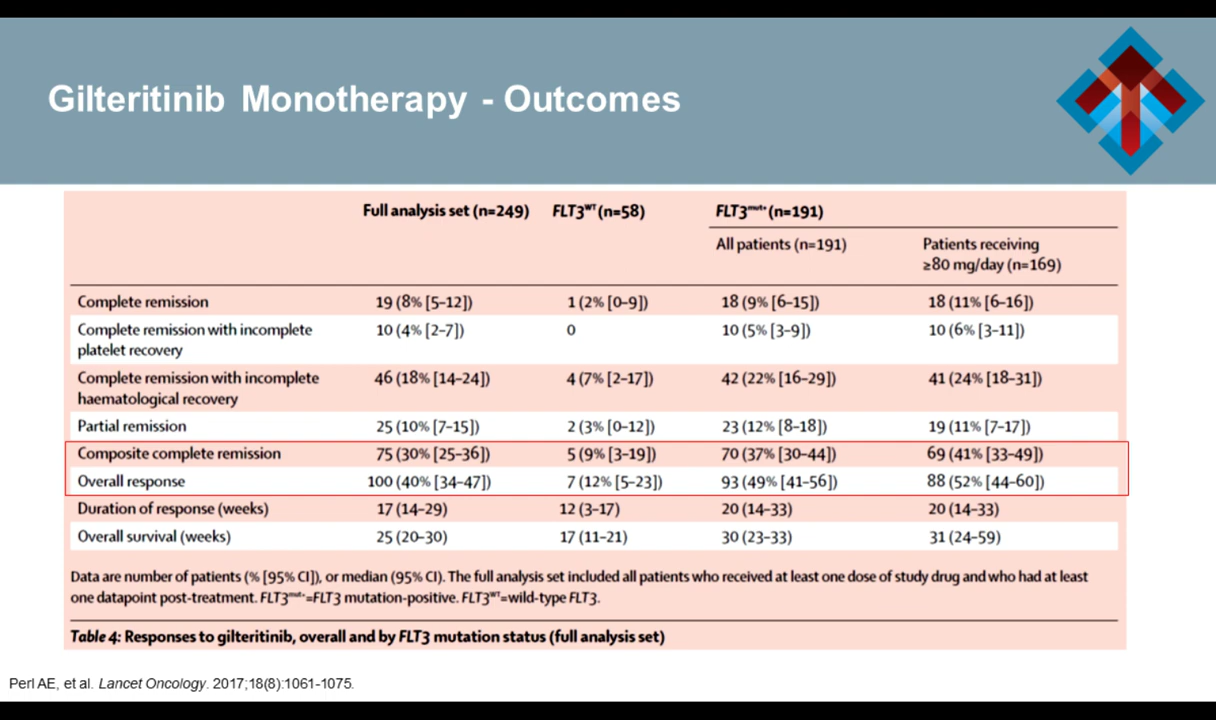 Gilteritinib Monotherapy - Outcomes
Full analysis set (n=249) FLT3WT (n=58) FLT3mut+ (n=191)
All patients (n=191) Patients receiving
≥80 mg/day (n=169)
Complete remission 19 (8% [5–12]) 1 (2% [0–9]) 18 (9% [6–15]) 18 (11% [6–16])
Complete remission with incomplete 10 (4% [2–7]) 0 10 (5% [3–9]) 10 (6% [3–11])
platelet recovery
Complete remission with incomplete 46 (18% [14–24]) 4 (7% [2–17]) 42 (22% [16–29]) 41 (24% [18–31])
haematological recovery
Partial remission 25 (10% [7–15]) 2 (3% [0–12]) 23 (12% [8–18]) 19 (11% [7–17])
Composite complete remission 75 (30% [25–36]) 5 (9% [3–19]) 70 (37% [30–44]) 69 (41% [33–49])
Overall response 100 (40% [34–47]) 7 (12% [5–23]) 93 (49% [41–56]) 88 (52% [44–60])
Duration of response (weeks) 17 (14–29) 12 (3–17) 20 (14–33) 20 (14–33)
Overall survival (weeks) 25 (20–30) 17 (11–21) 30 (23–33) 31 (24–59)
Data are number of patients (% [95% CI]), or median (95% CI). The full analysis set included all patients who received at least one dose of study drug and who had at least
one datapoint post-treatment. FLT3mut+=FLT3 mutation-positive. FLT3WT=wild-type FLT3.
Table 4: Responses to gilteritinib, overall and by FLT3 mutation status (full analysis set)
Perl AE, et al. Lancet Oncology. 2017;18(8):1061-1075.